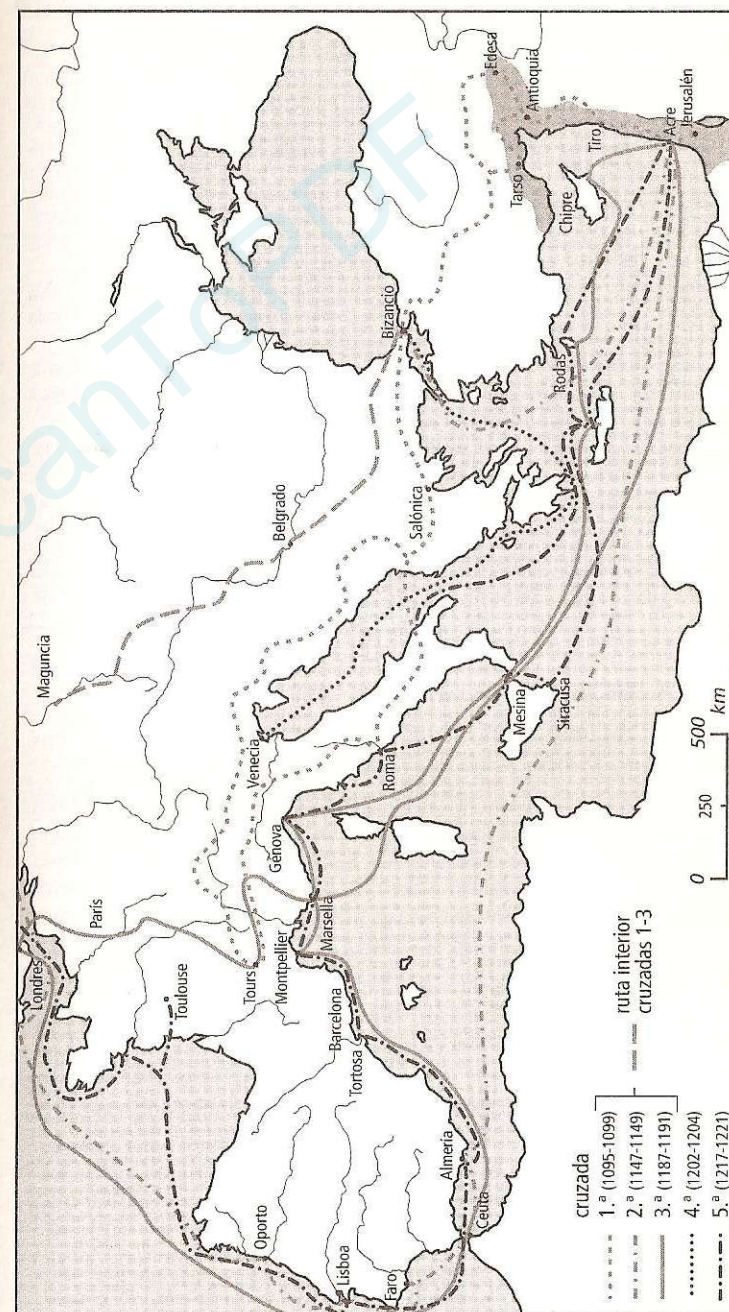 Londres
París
Maguncia
Tours
Toulouse
Montpellier
Marsella
Génova
Venecia
Belgrado
Bizancio
Salónica
Roma
Mesina
Siracusa
Barcelona
Tortosa
Almería
Ceuta
Oporto
Lisboa
Faro
Rodas
Chipre
Tarso
Edesa
Antioquía
Tiro
Acre
Jerusalén
0 250 500 km
cruzada
1.ª (1095-1099)
2.ª (1147-1149)
3.ª (1187-1191)
4.ª (1202-1204)
5.ª (1217-1221)
ruta interior
cruzadas 1-3
canToPDF